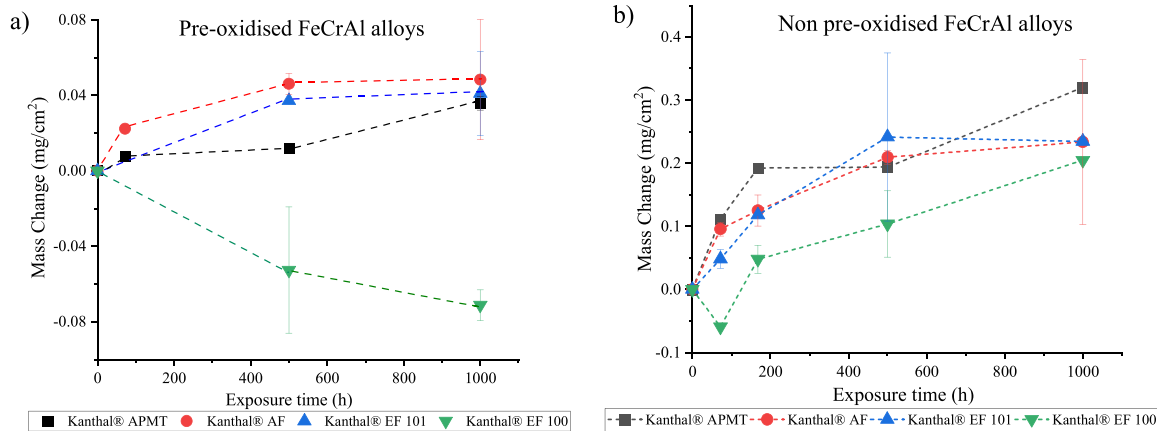 a)
Pre-oxidised FeCrAl alloys
0.08
0.04
0.00
-0.04
-0.08
Mass Change (mg/cm²)
0 200 400 600 800 1000
Exposure time (h)
Kanthal® APMT Kanthal® AF Kanthal® EF 101 Kanthal® EF 100
b)
Non pre-oxidised FeCrAl alloys
0.4
0.3
0.2
0.1
0.0
-0.1
Mass Change (mg/cm²)
0 200 400 600 800 1000
Exposure time (h)
Kanthal® APMT Kanthal® AF Kanthal® EF 101 Kanthal® EF 100